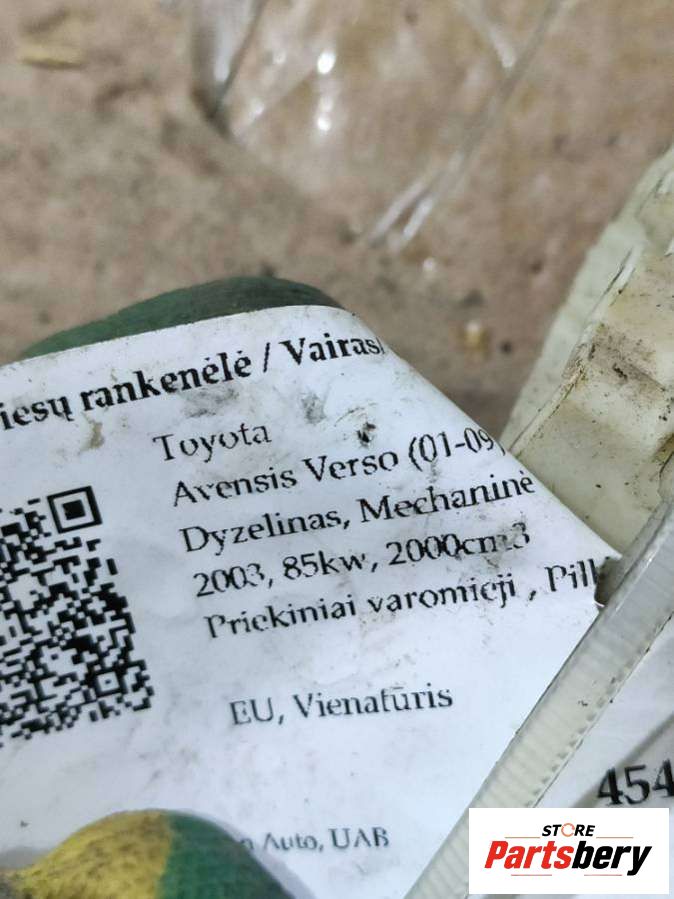 iesų rankenėlė / Vairas/
Toyota
Avensis Verso (01-09)
Dyzelinas, Mechaninė
2003, 85kw, 2000cm3
Priekiniai varomieji , Pilk
EU, Vienatūris
Auto, UAB
454
STORE
Partsbery